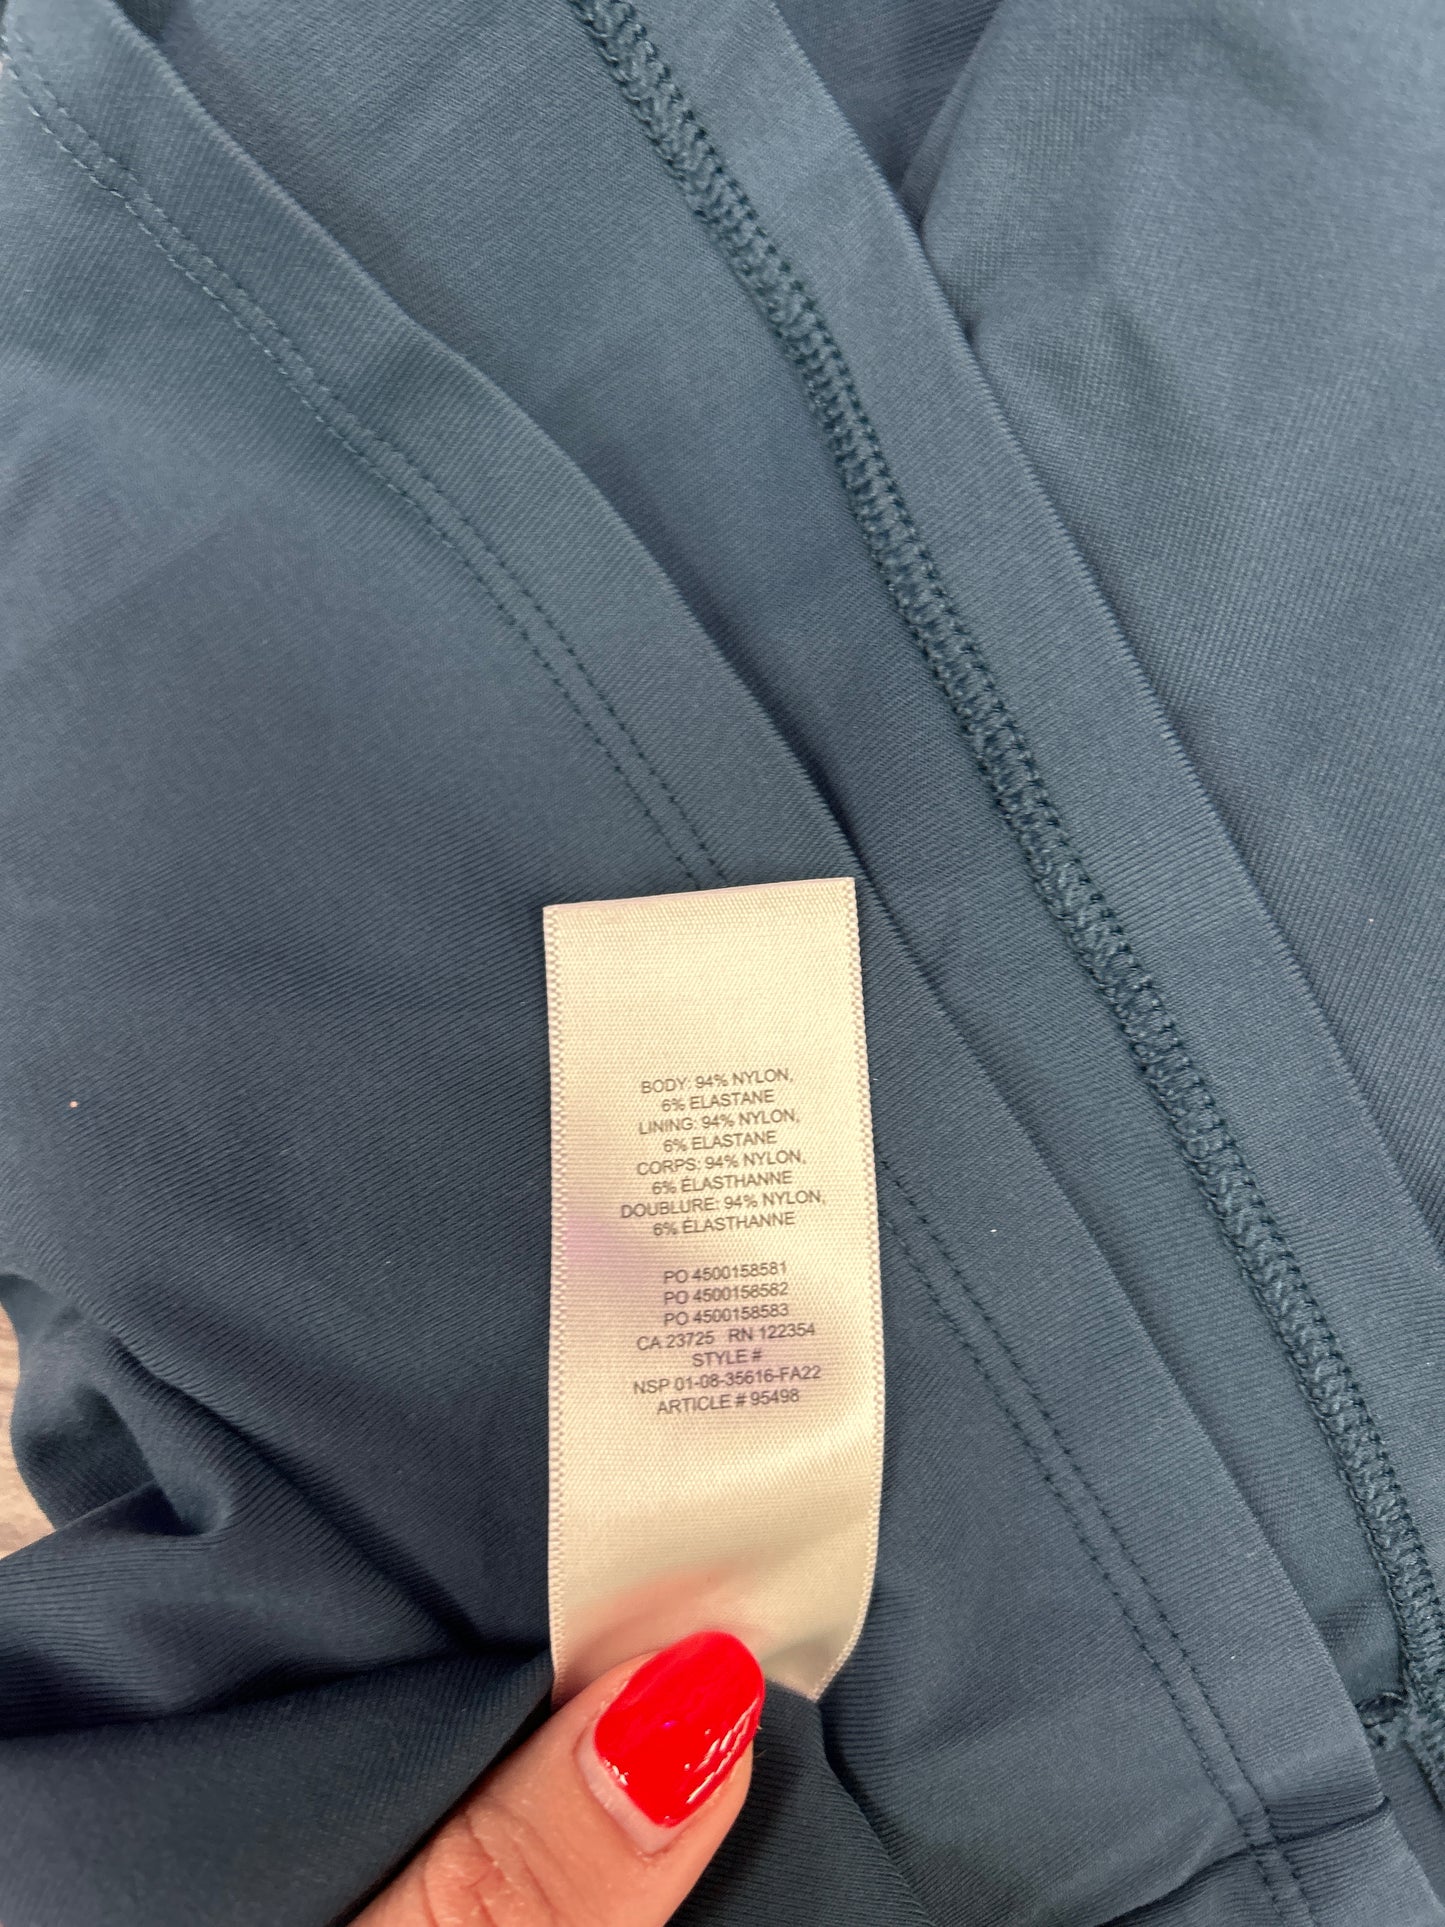 BODY: 94% NYLON,
6% ELASTANE
LINING: 94% NYLON,
6% ELASTANE
CORPS: 94% NYLON,
6% ÉLASTHANNE
DOUBLURE: 94% NYLON,
6% ÉLASTHANNE
PO 4500158581
PO 4500158582
PO 4500158583
CA 23725 RN 122354
STYLE #
NSP 01-08-35616-FA22
ARTICLE # 95498